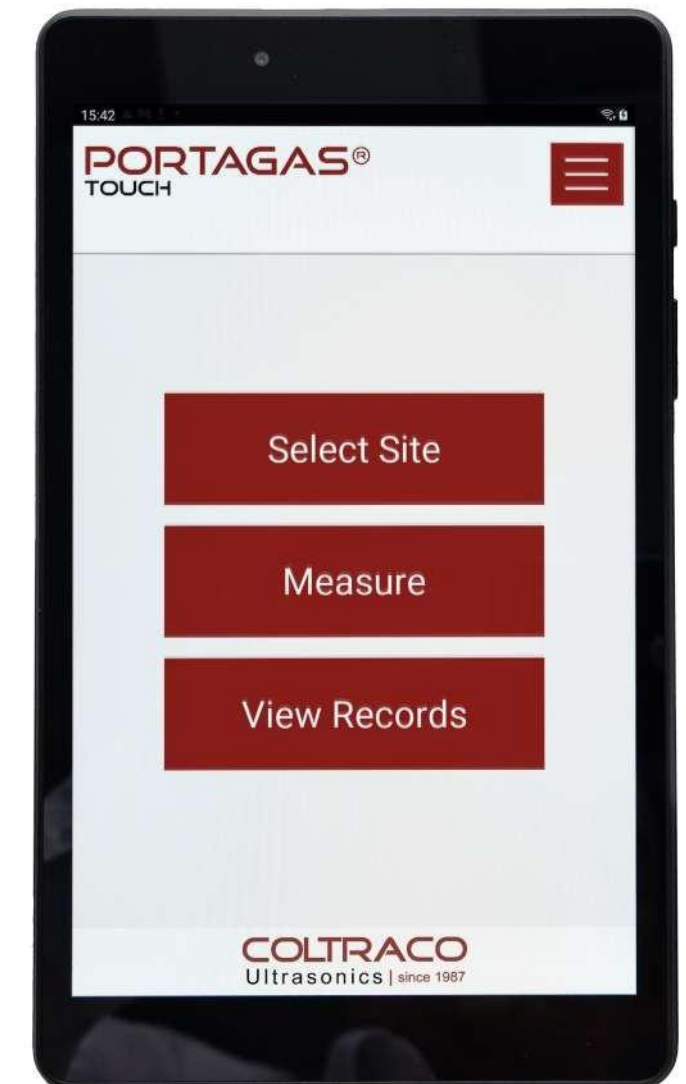 15:42
PORTAGAS®
TOUCH
Select Site
Measure
View Records
COLTRACO
Ultrasonics | since 1987